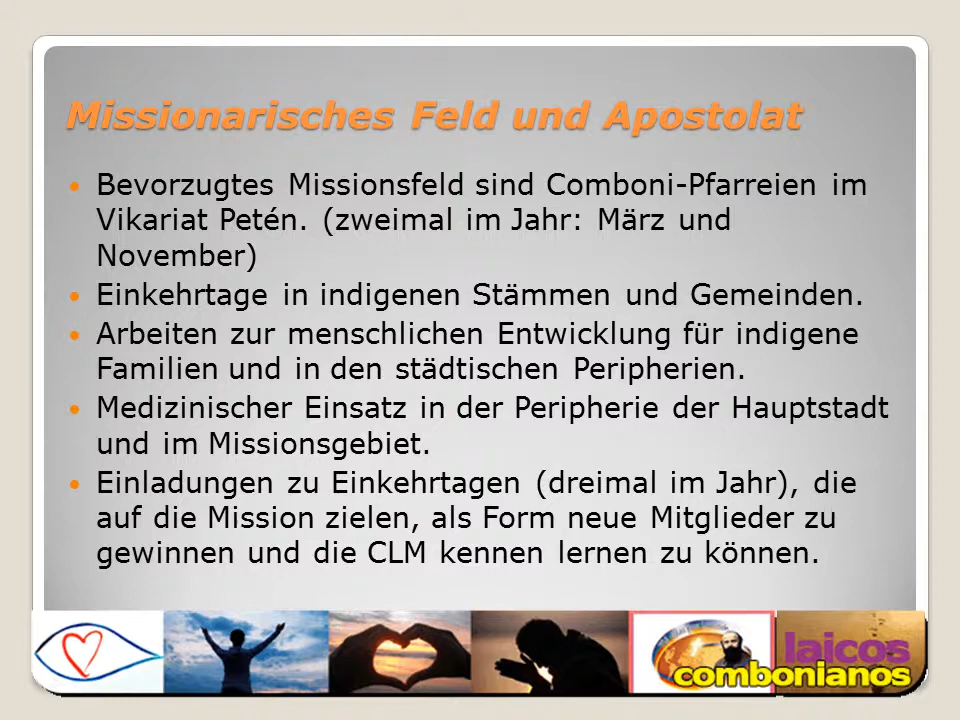 Missionarisches Feld und Apostolat
Bevorzugtes Missionsfeld sind Comboni-Pfarreien im
Vikariat Petén. (zweimal im Jahr: März und
November)
Einkehrtage in indigenen Stämmen und Gemeinden.
Arbeiten zur menschlichen Entwicklung für indigene
Familien und in den städtischen Peripherien.
Medizinischer Einsatz in der Peripherie der Hauptstadt
und im Missionsgebiet.
Einladungen zu Einkehrtagen (dreimal im Jahr), die
auf die Mission zielen, als Form neue Mitglieder zu
gewinnen und die CLM kennen lernen zu können.
laicos
combonianos